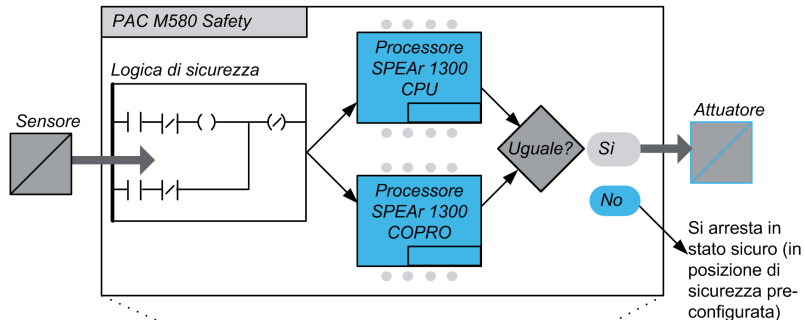 PAC M580 Safety
Logica di sicurezza
Sensore
Processore
SPEAr 1300
CPU
Processore
SPEAr 1300
COPRO
Uguale?
Sì
No
Attuatore
Si arresta in
stato sicuro (in
posizione di
sicurezza pre-
configurata)